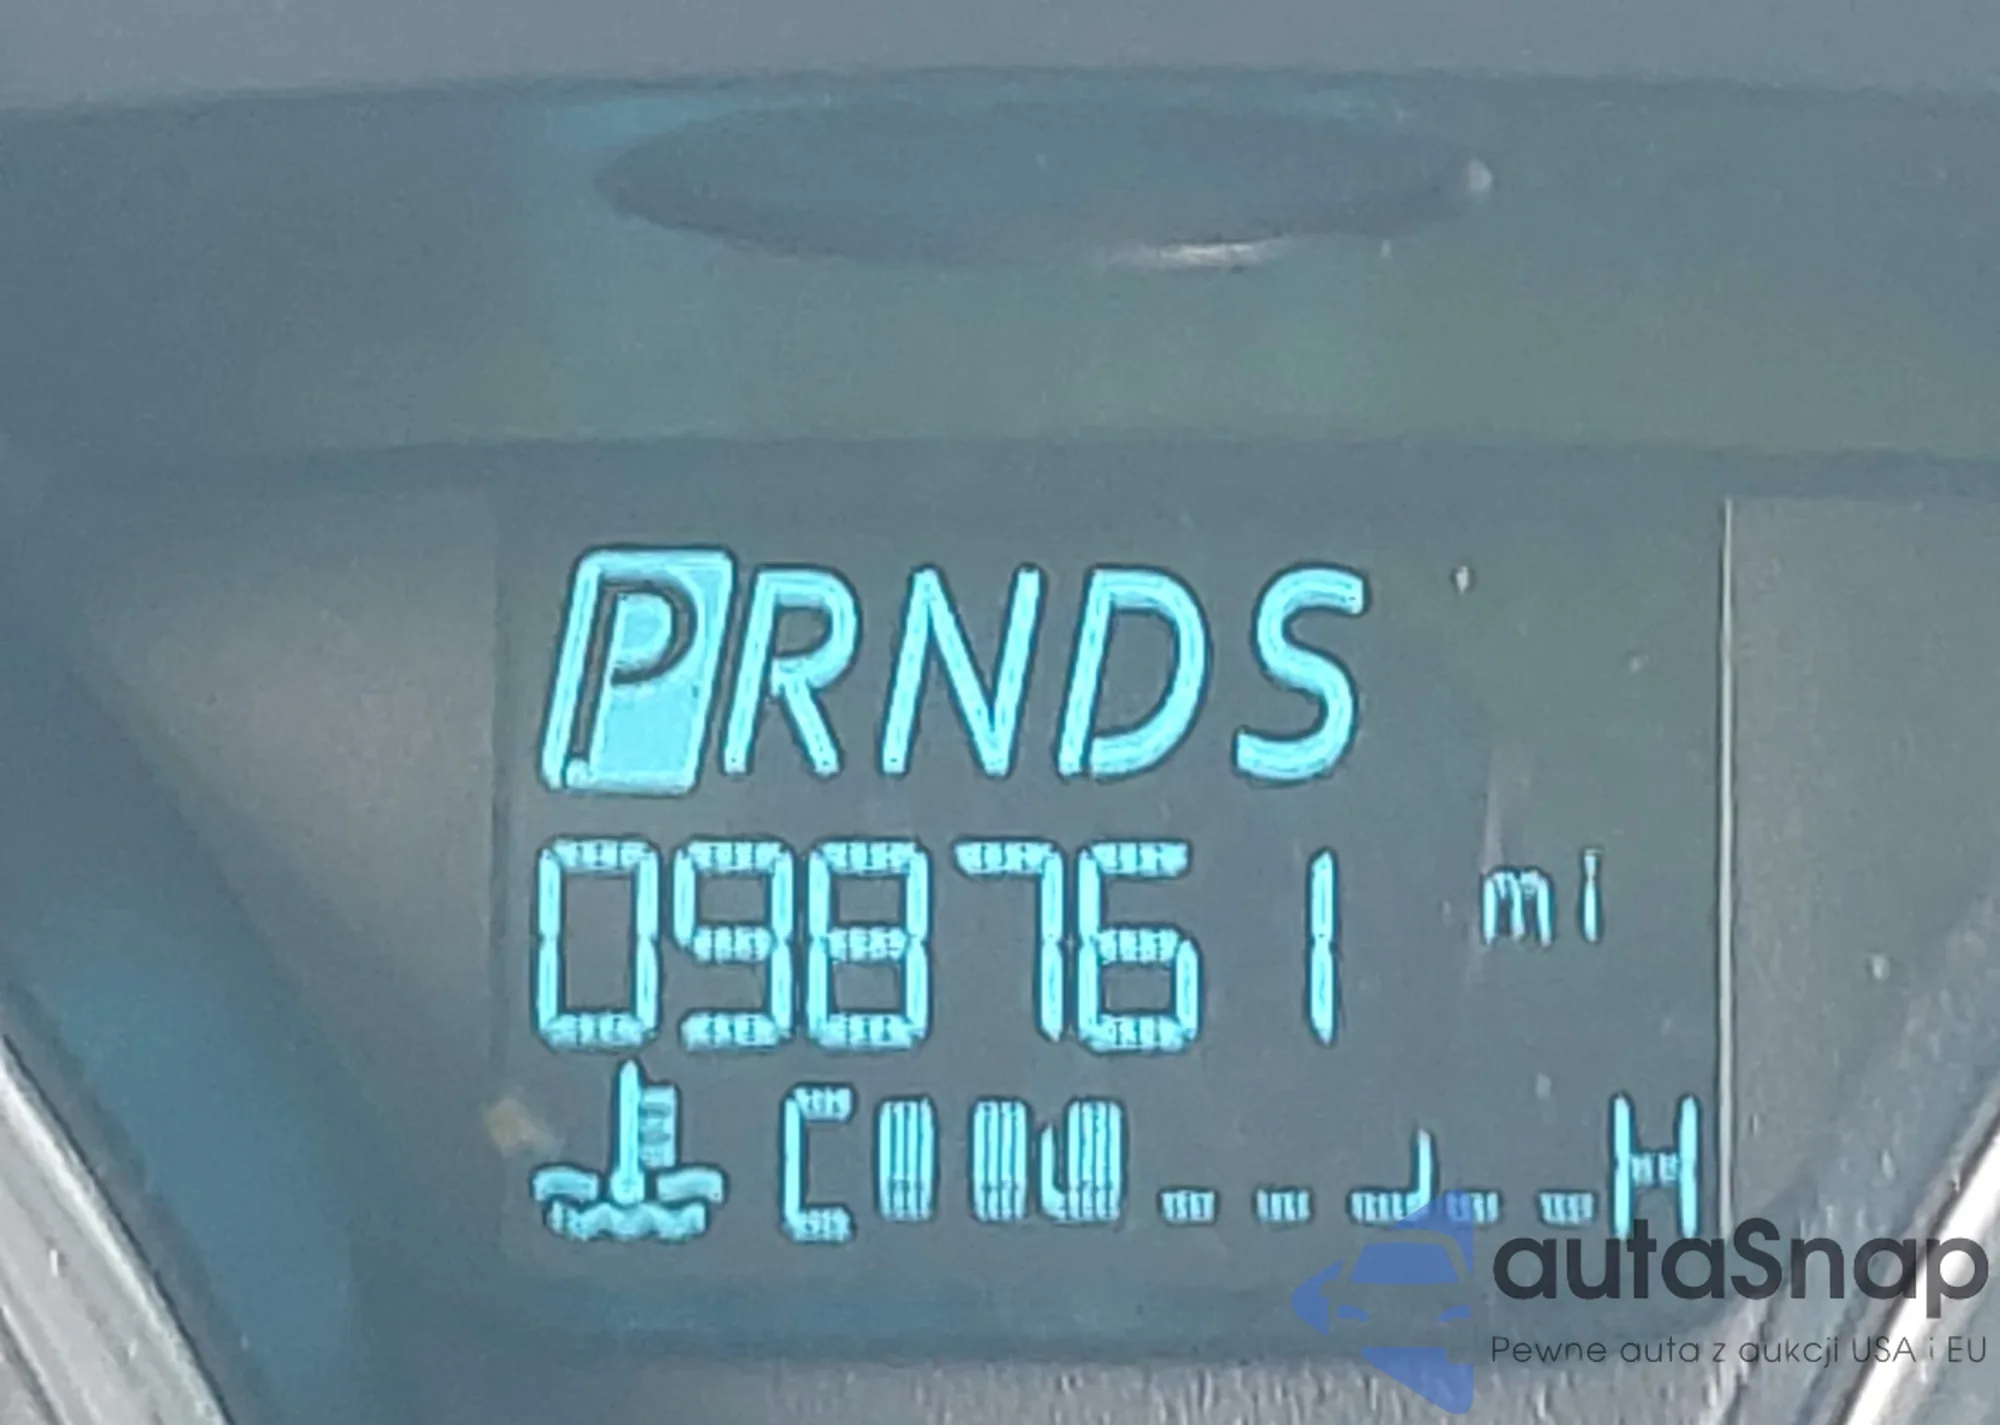 PRNDS
098761 mi
C H
autaSnap
Pewne auta z aukcji USA i EU